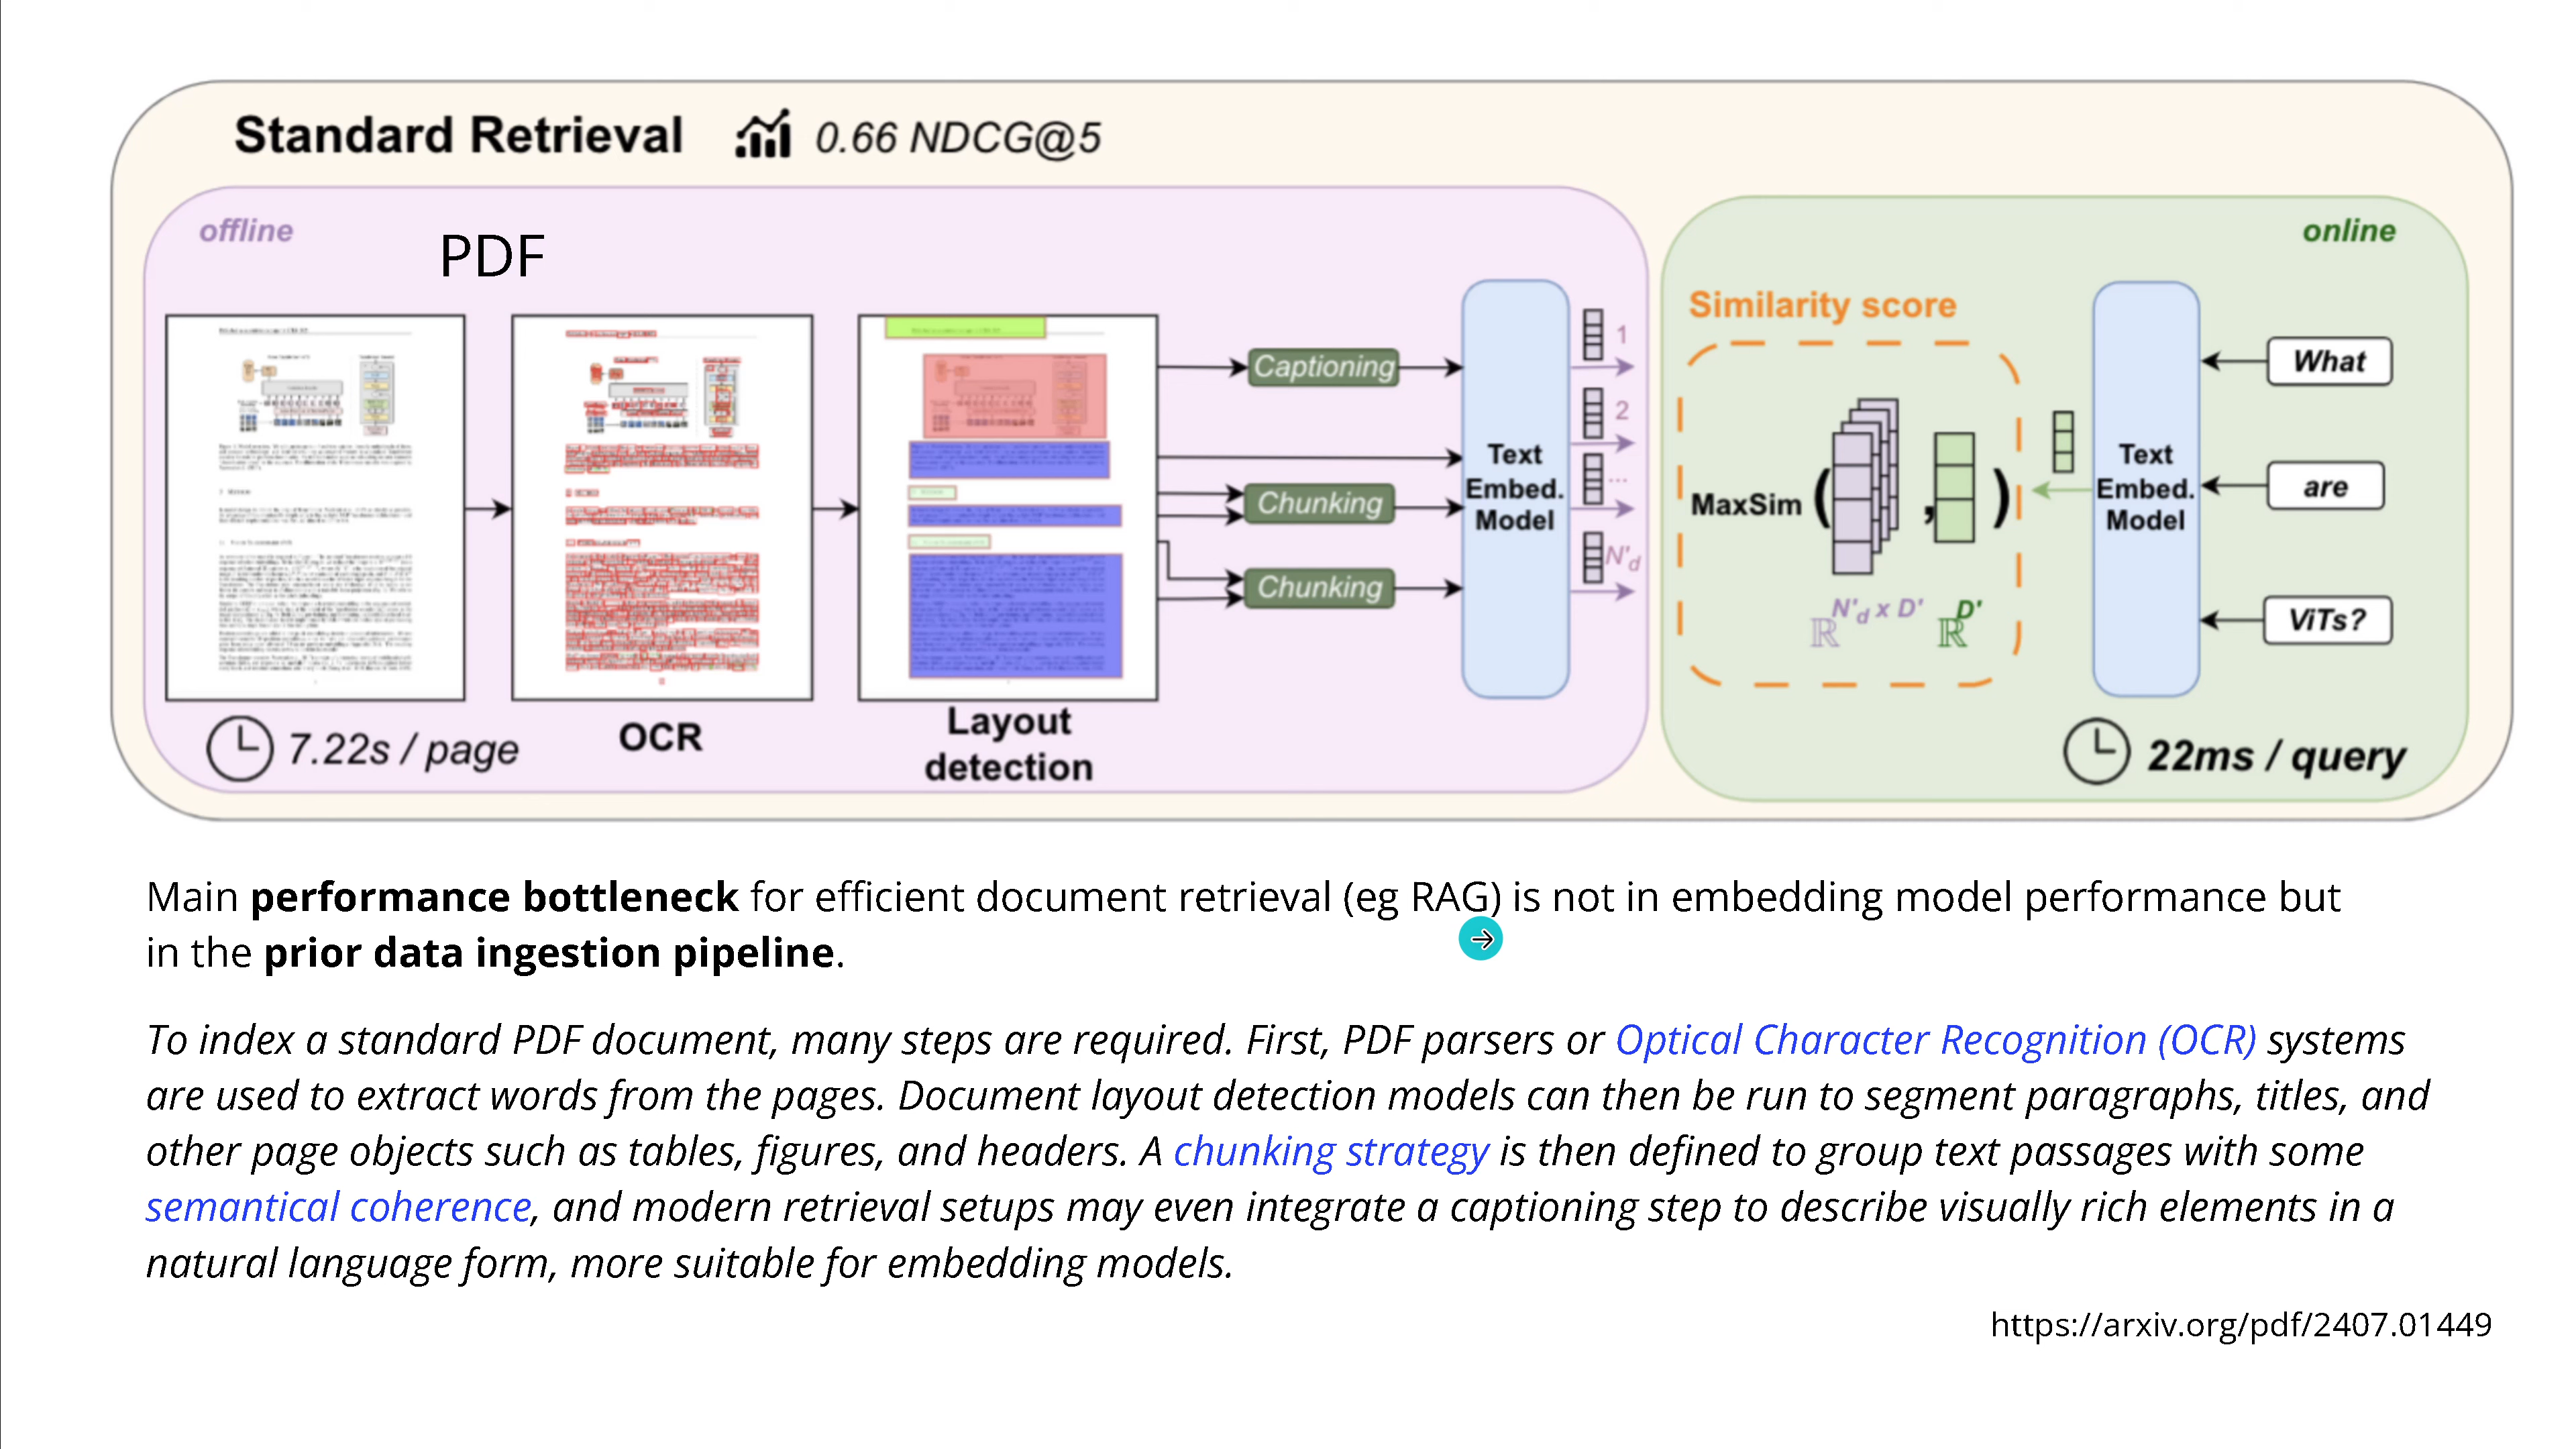 Standard Retrieval 0.66 NDCG@5
offline
PDF
online
Similarity score
Captioning
Chunking
Chunking
Text
Embed.
Model
1
2
...
N'd
MaxSim ( , )
ℝ N'd x D' ℝ D'
Text
Embed.
Model
What
are
ViTs?
7.22s / page
OCR
Layout
detection
22ms / query
Main performance bottleneck for efficient document retrieval (eg RAG) is not in embedding model performance but
in the prior data ingestion pipeline.
To index a standard PDF document, many steps are required. First, PDF parsers or Optical Character Recognition (OCR) systems
are used to extract words from the pages. Document layout detection models can then be run to segment paragraphs, titles, and
other page objects such as tables, figures, and headers. A chunking strategy is then defined to group text passages with some
semantical coherence, and modern retrieval setups may even integrate a captioning step to describe visually rich elements in a
natural language form, more suitable for embedding models.
https://arxiv.org/pdf/2407.01449